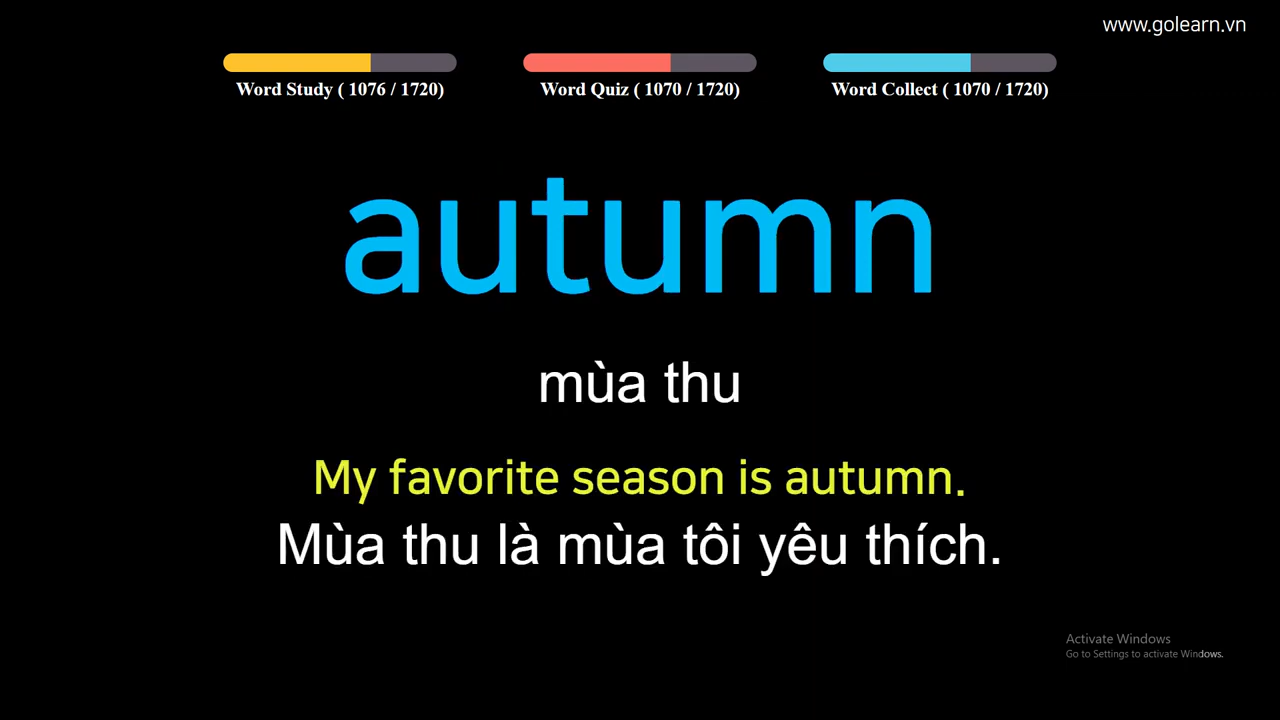 www.golearn.vn
Word Study ( 1076 / 1720)
Word Quiz ( 1070 / 1720)
Word Collect ( 1070 / 1720)
autumn
mùa thu
My favorite season is autumn.
Mùa thu là mùa tôi yêu thích.
Activate Windows
Go to Settings to activate Windows.